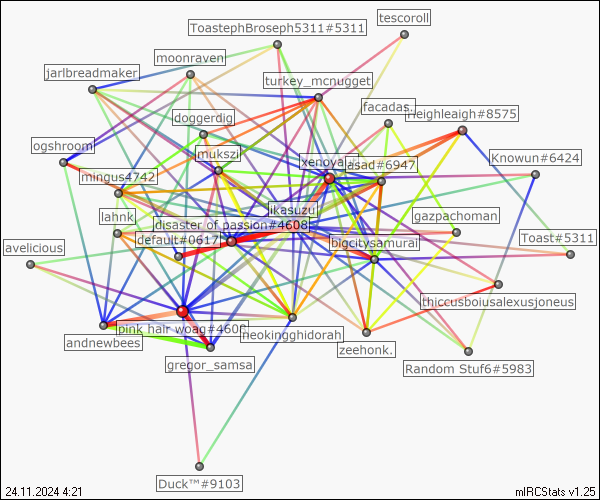 tescoroll
ToastephBroseph5311#5311
moonraven
jarlbreadmaker
turkey_mcnugget
facadas.
Heighleaigh#8575
doggerdig
ogshroom
mukszi
xenoya
asad#6947
Knowun#6424
mingus4742
ikasuzu
lahnk
disaster of passion#4608
gazpachoman
avelicious
default#0617
bigcitysamurai
Toast#5311
thiccusboiusalexusjoneus
pink hair woag#4608
neokingghidorah
andnewbees
zeehonk.
gregor_samsa
Random Stuf6#5983
Duck™#9103
24.11.2024 4:21
mIRCStats v1.25